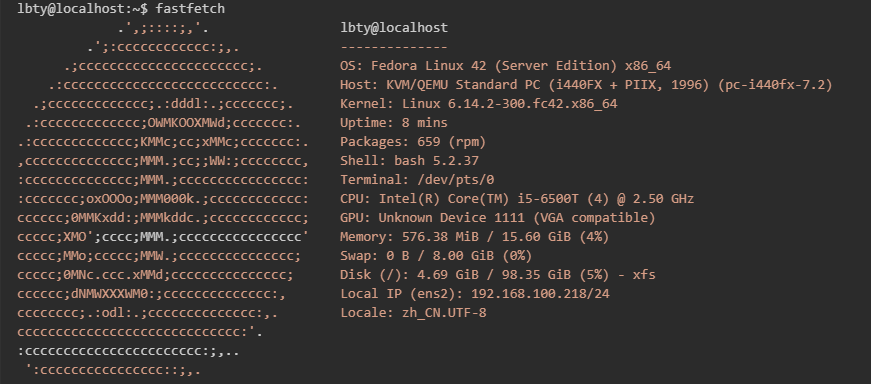 lbty@localhost:~$ fastfetch
             .',;::::;,'.                lbty@localhost
         .';:cccccccccccc:;,.            --------------
      .;cccccccccccccccccccccc;.         OS: Fedora Linux 42 (Server Edition) x86_64
    .:cccccccccccccccccccccccccc:.       Host: KVM/QEMU Standard PC (i440FX + PIIX, 1996) (pc-i440fx-7.2)
  .;ccccccccccccc;.:dddl:.;ccccccc;.     Kernel: Linux 6.14.2-300.fc42.x86_64
 .:ccccccccccccc;OWMKOOXMWd;ccccccc:.    Uptime: 8 mins
.:ccccccccccccc;KMMc;cc;xMMc;ccccccc:.   Packages: 659 (rpm)
,cccccccccccccc;MMM.;cc;;WW:;cccccccc,   Shell: bash 5.2.37
:cccccccccccccc;MMM.;cccccccccccccccc:   Terminal: /dev/pts/0
:ccccccc;oxOOOo;MMM000k.;cccccccccccc:   CPU: Intel(R) Core(TM) i5-6500T (4) @ 2.50 GHz
cccccc;0MMKxdd:;MMMkddc.;cccccccccccc;   GPU: Unknown Device 1111 (VGA compatible)
ccccc;XMO';cccc;MMM.;cccccccccccccccc'   Memory: 576.38 MiB / 15.60 GiB (4%)
ccccc;MMo;ccccc;MMW.;ccccccccccccccc;    Swap: 0 B / 8.00 GiB (0%)
ccccc;0MNc.ccc.xMMd;ccccccccccccccc;     Disk (/): 4.69 GiB / 98.35 GiB (5%) - xfs
cccccc;dNMWXXXWM0:;cccccccccccccc:,      Local IP (ens2): 192.168.100.218/24
cccccccc;.:odl:.;cccccccccccccc:,.       Locale: zh_CN.UTF-8
ccccccccccccccccccccccccccccc:'.
:ccccccccccccccccccccccc:;,..
 ':cccccccccccccccc::;,.